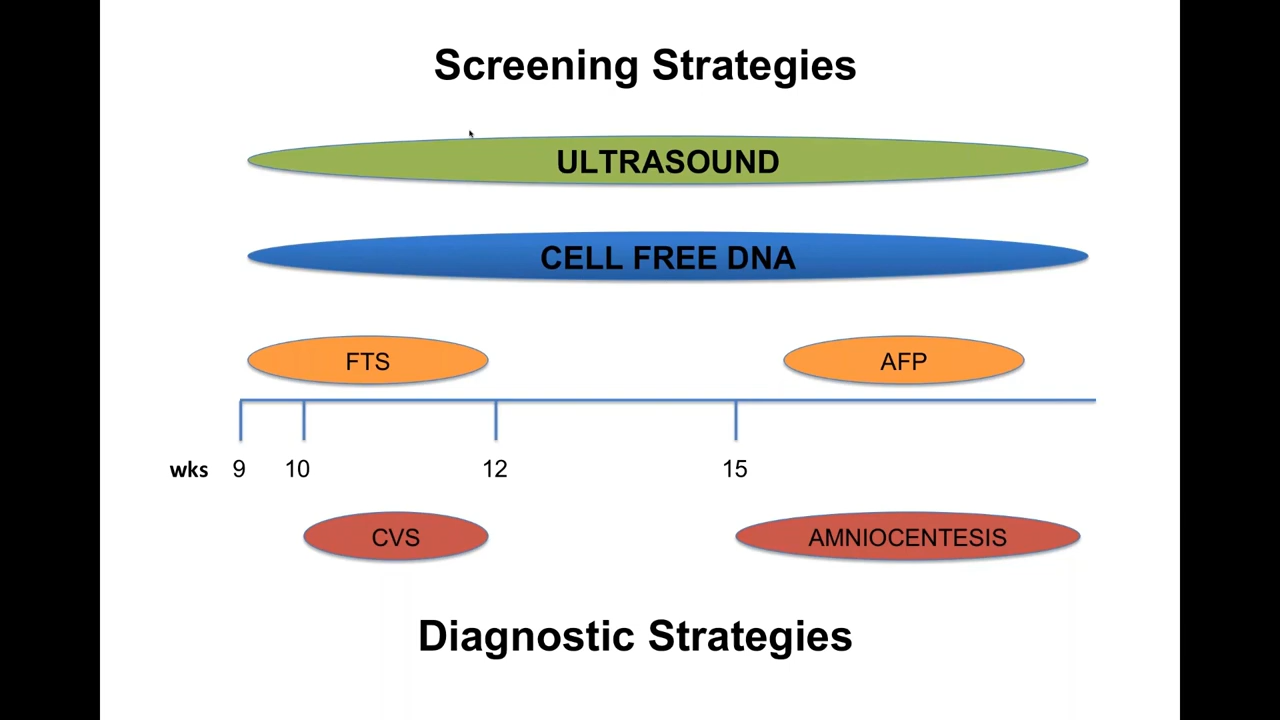 Screening Strategies
ULTRASOUND
CELL FREE DNA
FTS AFP
wks 9 10 12 15
CVS AMNIOCENTESIS
Diagnostic Strategies